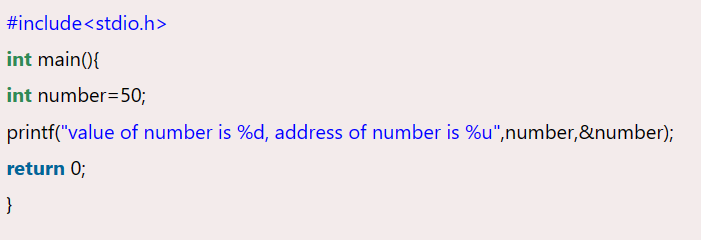 #include<stdio.h>
int main(){
int number=50;
printf("value of number is %d, address of number is %u",number,&number);
return 0;
}